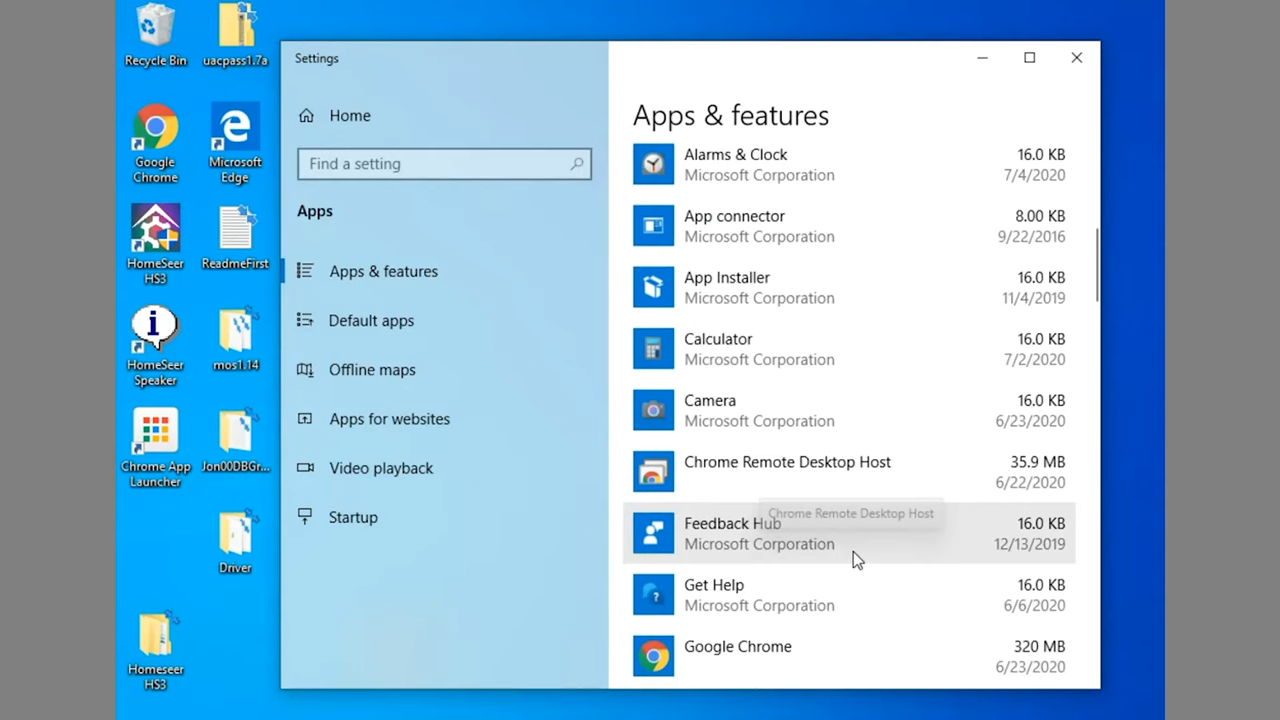 Recycle Bin
uacpass1.7a
Google
Chrome
Microsoft
Edge
HomeSeer
HS3
ReadmeFirst
HomeSeer
Speaker
mos1.14
Chrome App
Launcher
Jon00DBGr...
Driver
Homeseer
HS3
Settings
Home
Find a setting
Apps
Apps & features
Default apps
Offline maps
Apps for websites
Video playback
Startup
Apps & features
Alarms & Clock 16.0 KB
Microsoft Corporation 7/4/2020
App connector 8.00 KB
Microsoft Corporation 9/22/2016
App Installer 16.0 KB
Microsoft Corporation 11/4/2019
Calculator 16.0 KB
Microsoft Corporation 7/2/2020
Camera 16.0 KB
Microsoft Corporation 6/23/2020
Chrome Remote Desktop Host 35.9 MB
6/22/2020
Chrome Remote Desktop Host
Feedback Hub 16.0 KB
Microsoft Corporation 12/13/2019
Get Help 16.0 KB
Microsoft Corporation 6/6/2020
Google Chrome 320 MB
6/23/2020